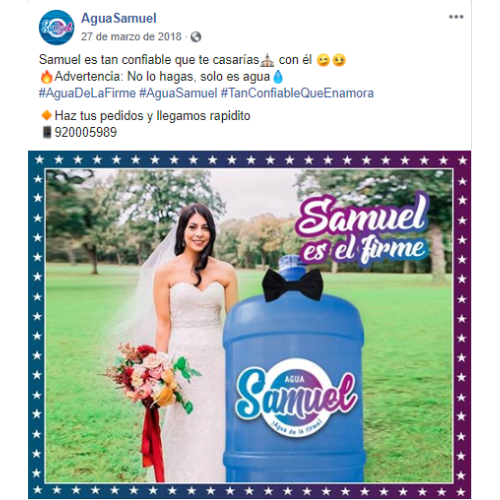 AguaSamuel
27 de marzo de 2018
Samuel es tan confiable que te casarías⛪ con él 😊😉
🔥Advertencia: No lo hagas, solo es agua💧
#AguaDeLaFirme #AguaSamuel #TanConfiableQueEnamora
🔸Haz tus pedidos y llegamos rapidito
📱920005989
Samuel
es el firme
AGUA
Samuel
¡Agua de la firme!
Samuel